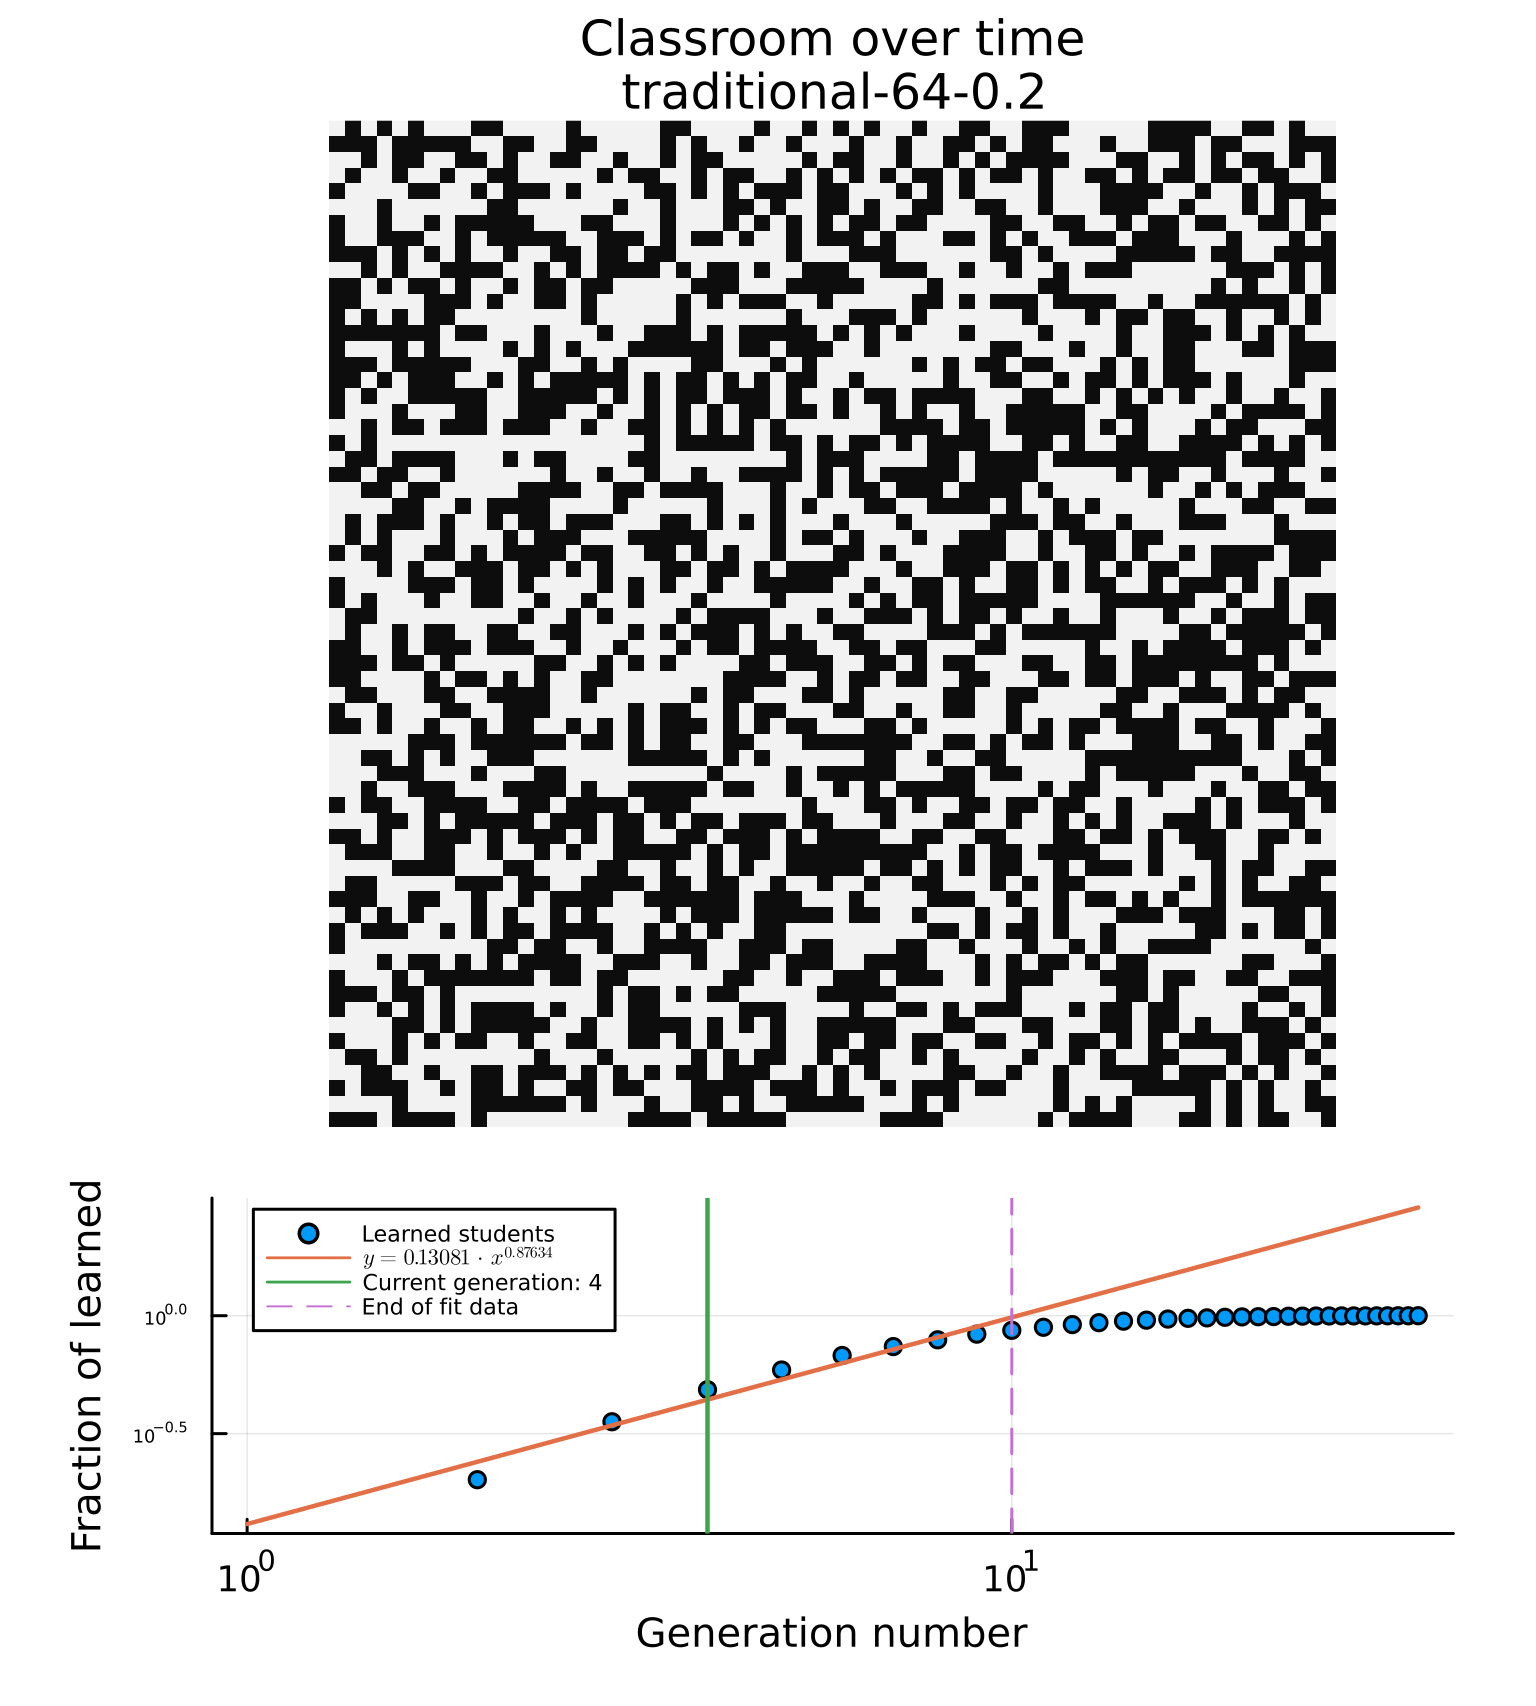 Classroom over time
traditional-64-0.2
Fraction of learned
Learned students
y = 0.13081 · x^0.87634
Current generation: 4
End of fit data
10^0.0
10^−0.5
10^0
10^1
Generation number